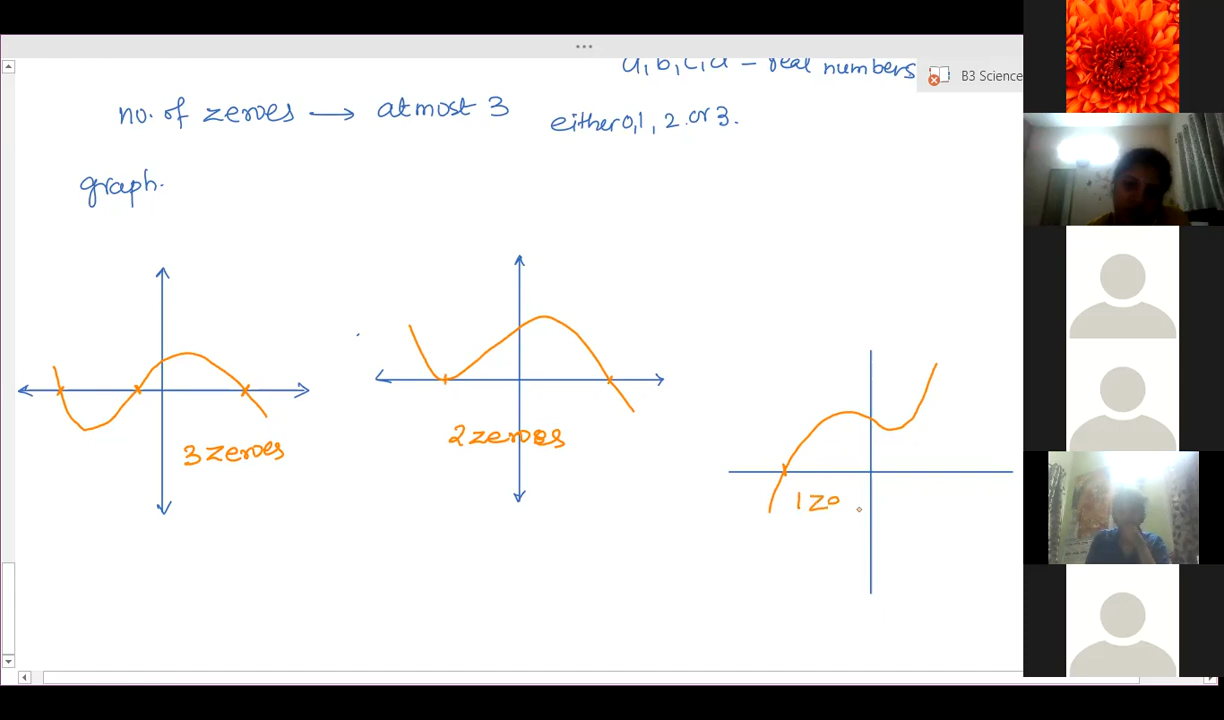 a, b, c, d – real numbers
B3 Science
no. of zeroes → atmost 3
either 0, 1, 2 or 3.
graph.
3 zeroes
2 zeroes
1 ze